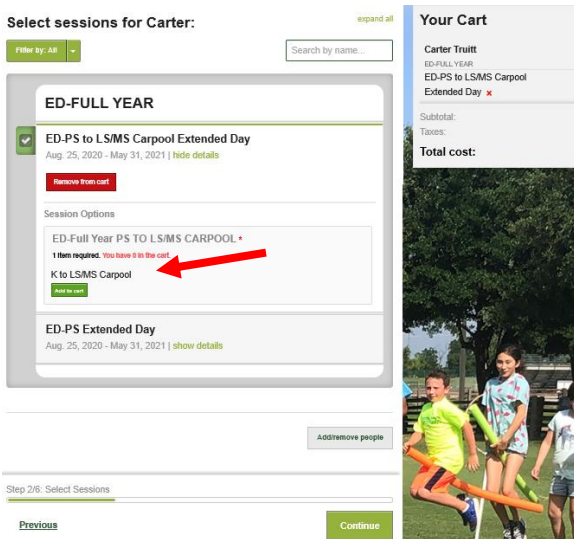 Select sessions for Carter:
expand all
Filter by: All
Search by name...
ED-FULL YEAR
ED-PS to LS/MS Carpool Extended Day
Aug. 25, 2020 - May 31, 2021 | hide details
Remove from cart
Session Options
ED-Full Year PS TO LS/MS CARPOOL *
1 item required. You have 0 in the cart.
K to LS/MS Carpool
Add to cart
ED-PS Extended Day
Aug. 25, 2020 - May 31, 2021 | show details
Add/remove people
Step 2/6: Select Sessions
Previous
Continue
Your Cart
Carter Truitt
ED-FULL YEAR
ED-PS to LS/MS Carpool
Extended Day x
Subtotal:
Taxes:
Total cost: